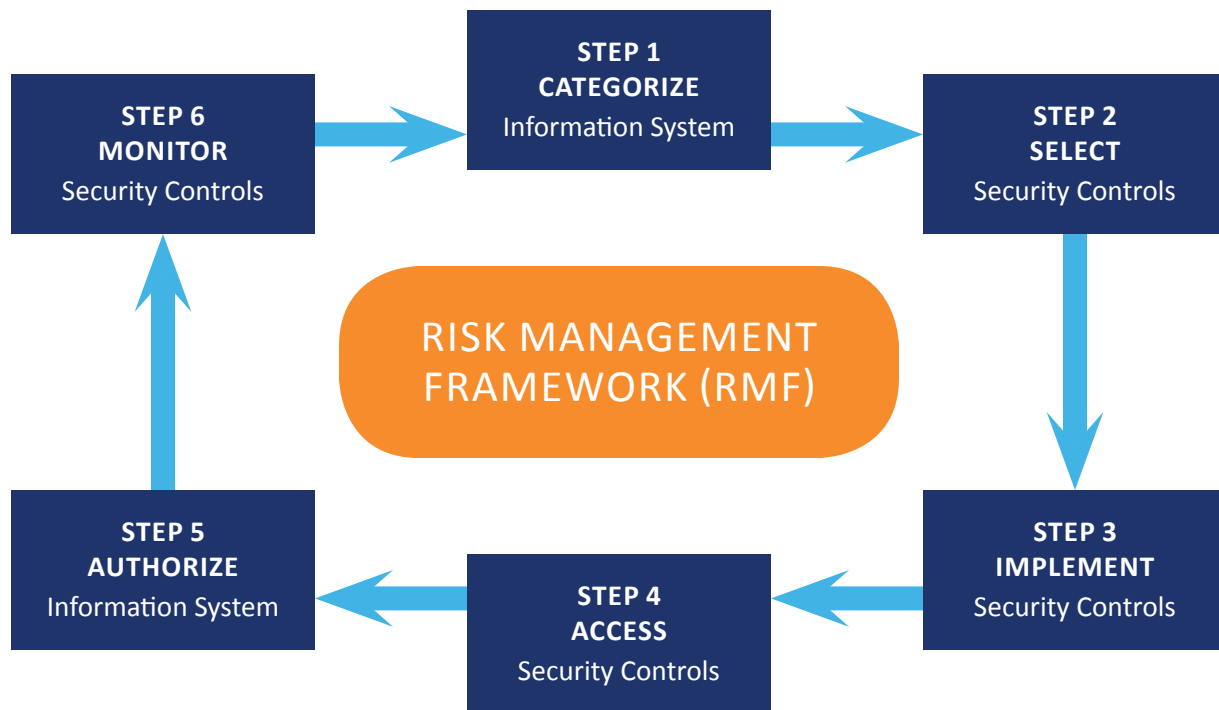 STEP 1
CATEGORIZE
Information System
STEP 2
SELECT
Security Controls
STEP 3
IMPLEMENT
Security Controls
STEP 4
ACCESS
Security Controls
STEP 5
AUTHORIZE
Information System
STEP 6
MONITOR
Security Controls
RISK MANAGEMENT
FRAMEWORK (RMF)